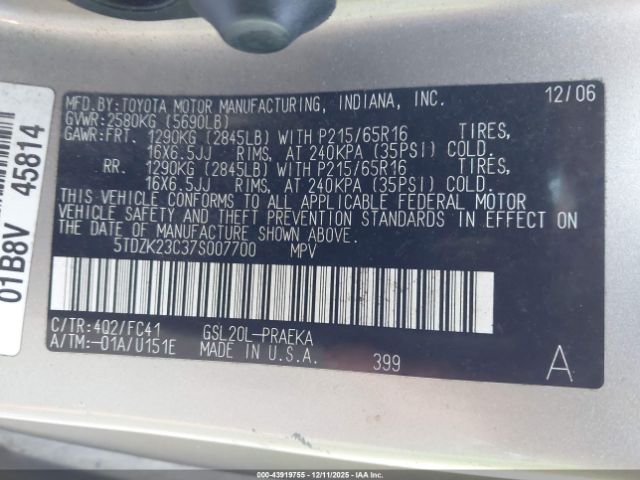 MFD.BY:TOYOTA MOTOR MANUFACTURING, INDIANA, INC. 12/06
GVWR:2580KG (5690LB)
GAWR:FRT. 1290KG (2845LB) WITH P215/65R16 TIRES,
16X6.5JJ RIMS, AT 240KPA (35PSI) COLD.
RR. 1290KG (2845LB) WITH P215/65R16 TIRES,
16X6.5JJ RIMS, AT 240KPA (35PSI) COLD.
THIS VEHICLE CONFORMS TO ALL APPLICABLE FEDERAL MOTOR
VEHICLE SAFETY AND THEFT PREVENTION STANDARDS IN EFFECT ON
THE DATE OF MANUFACTURE SHOWN ABOVE.
5TDZK23C37S007700 MPV
C/TR:4Q2/FC41 GSL20L-PRAEKA
A/TM:-01A/U151E MADE IN U.S.A. 399 A
01B8V 45814
000-43919755 - 12/11/2025 - IAAI.COM